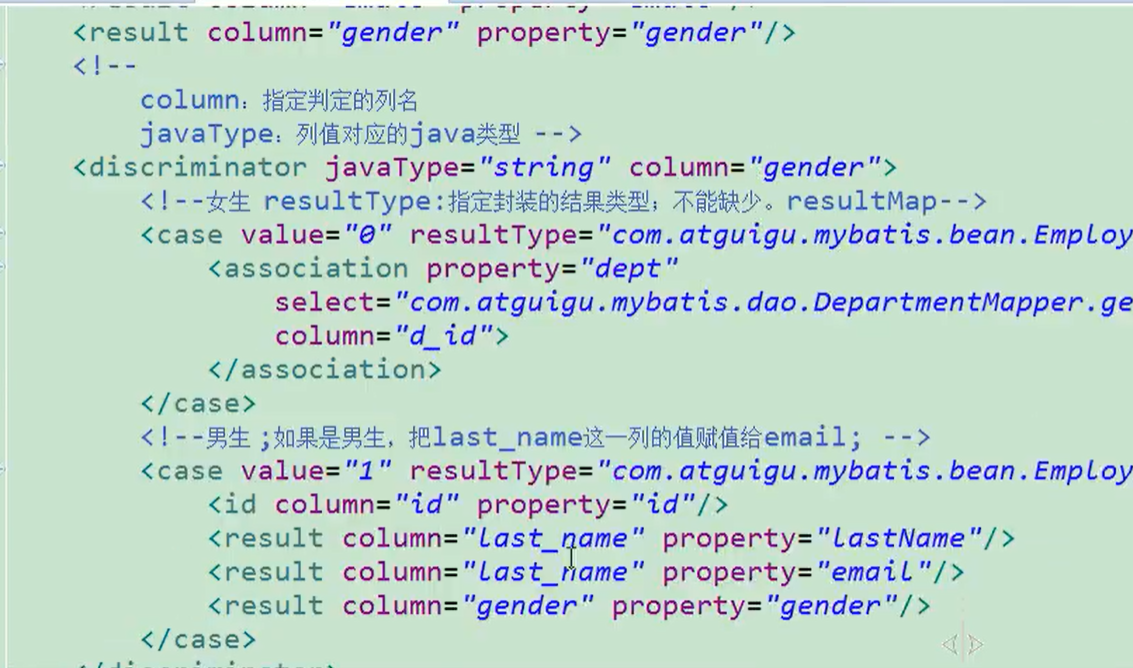 <result column="gender" property="gender"/>
<!--
column：指定判定的列名
javaType：列值对应的java类型 -->
<discriminator javaType="string" column="gender">
<!--女生 resultType:指定封装的结果类型；不能缺少。resultMap-->
<case value="0" resultType="com.atguigu.mybatis.bean.Employ
<association property="dept"
select="com.atguigu.mybatis.dao.DepartmentMapper.ge
column="d_id">
</association>
</case>
<!--男生 ;如果是男生，把last_name这一列的值赋值给email; -->
<case value="1" resultType="com.atguigu.mybatis.bean.Employ
<id column="id" property="id"/>
<result column="last_name" property="lastName"/>
<result column="last_name" property="email"/>
<result column="gender" property="gender"/>
</case>
</discriminator>